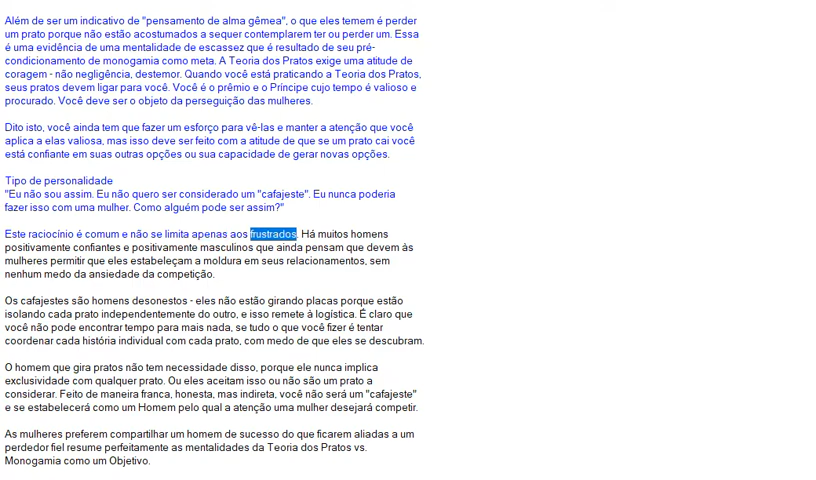 Além de ser um indicativo de "pensamento de alma gêmea", o que eles temem é perder
um prato porque não estão acostumados a sequer contemplarem ter ou perder um. Essa
é uma evidência de uma mentalidade de escassez que é resultado de seu pré-
condicionamento de monogamia como meta. A Teoria dos Pratos exige uma atitude de
coragem - não negligência, destemor. Quando você está praticando a Teoria dos Pratos,
seus pratos devem ligar para você. Você é o prêmio e o Príncipe cujo tempo é valioso e
procurado. Você deve ser o objeto da perseguição das mulheres.
Dito isto, você ainda tem que fazer um esforço para vê-las e manter a atenção que você
aplica a elas valiosa, mas isso deve ser feito com a atitude de que se um prato cai você
está confiante em suas outras opções ou sua capacidade de gerar novas opções.
Tipo de personalidade
"Eu não sou assim. Eu não quero ser considerado um "cafajeste". Eu nunca poderia
fazer isso com uma mulher. Como alguém pode ser assim?"
Este raciocínio é comum e não se limita apenas aos frustrados. Há muitos homens
positivamente confiantes e positivamente masculinos que ainda pensam que devem às
mulheres permitir que eles estabeleçam a moldura em seus relacionamentos, sem
nenhum medo da ansiedade da competição.
Os cafajestes são homens desonestos - eles não estão girando placas porque estão
isolando cada prato independentemente do outro, e isso remete à logística. É claro que
você não pode encontrar tempo para mais nada, se tudo o que você fizer é tentar
coordenar cada história individual com cada prato, com medo de que eles se descubram.
O homem que gira pratos não tem necessidade disso, porque ele nunca implica
exclusividade com qualquer prato. Ou eles aceitam isso ou não são um prato a
considerar. Feito de maneira franca, honesta, mas indireta, você não será um "cafajeste"
e se estabelecerá como um Homem pelo qual a atenção uma mulher desejará competir.
As mulheres preferem compartilhar um homem de sucesso do que ficarem aliadas a um
perdedor fiel resume perfeitamente as mentalidades da Teoria dos Pratos vs.
Monogamia como um Objetivo.